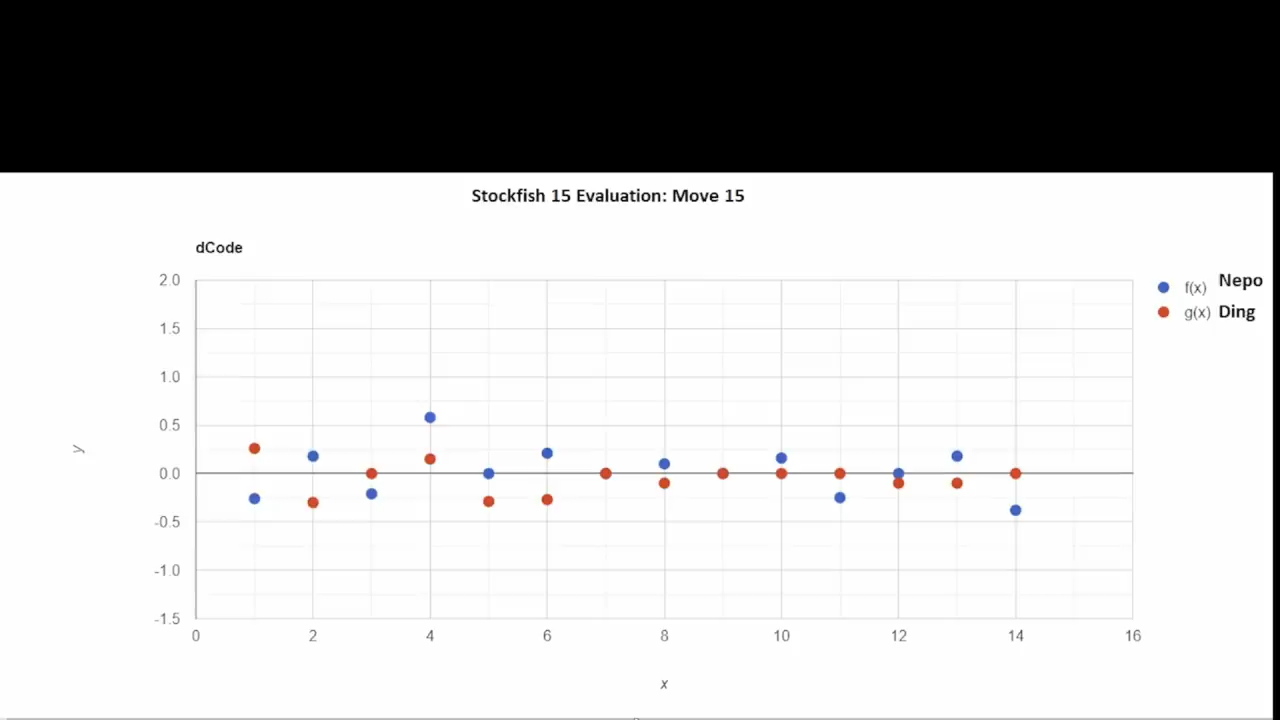 Stockfish 15 Evaluation: Move 15
dCode
f(x) Nepo
g(x) Ding
2.0
1.5
1.0
0.5
0.0
-0.5
-1.0
-1.5
y
0 2 4 6 8 10 12 14 16
x